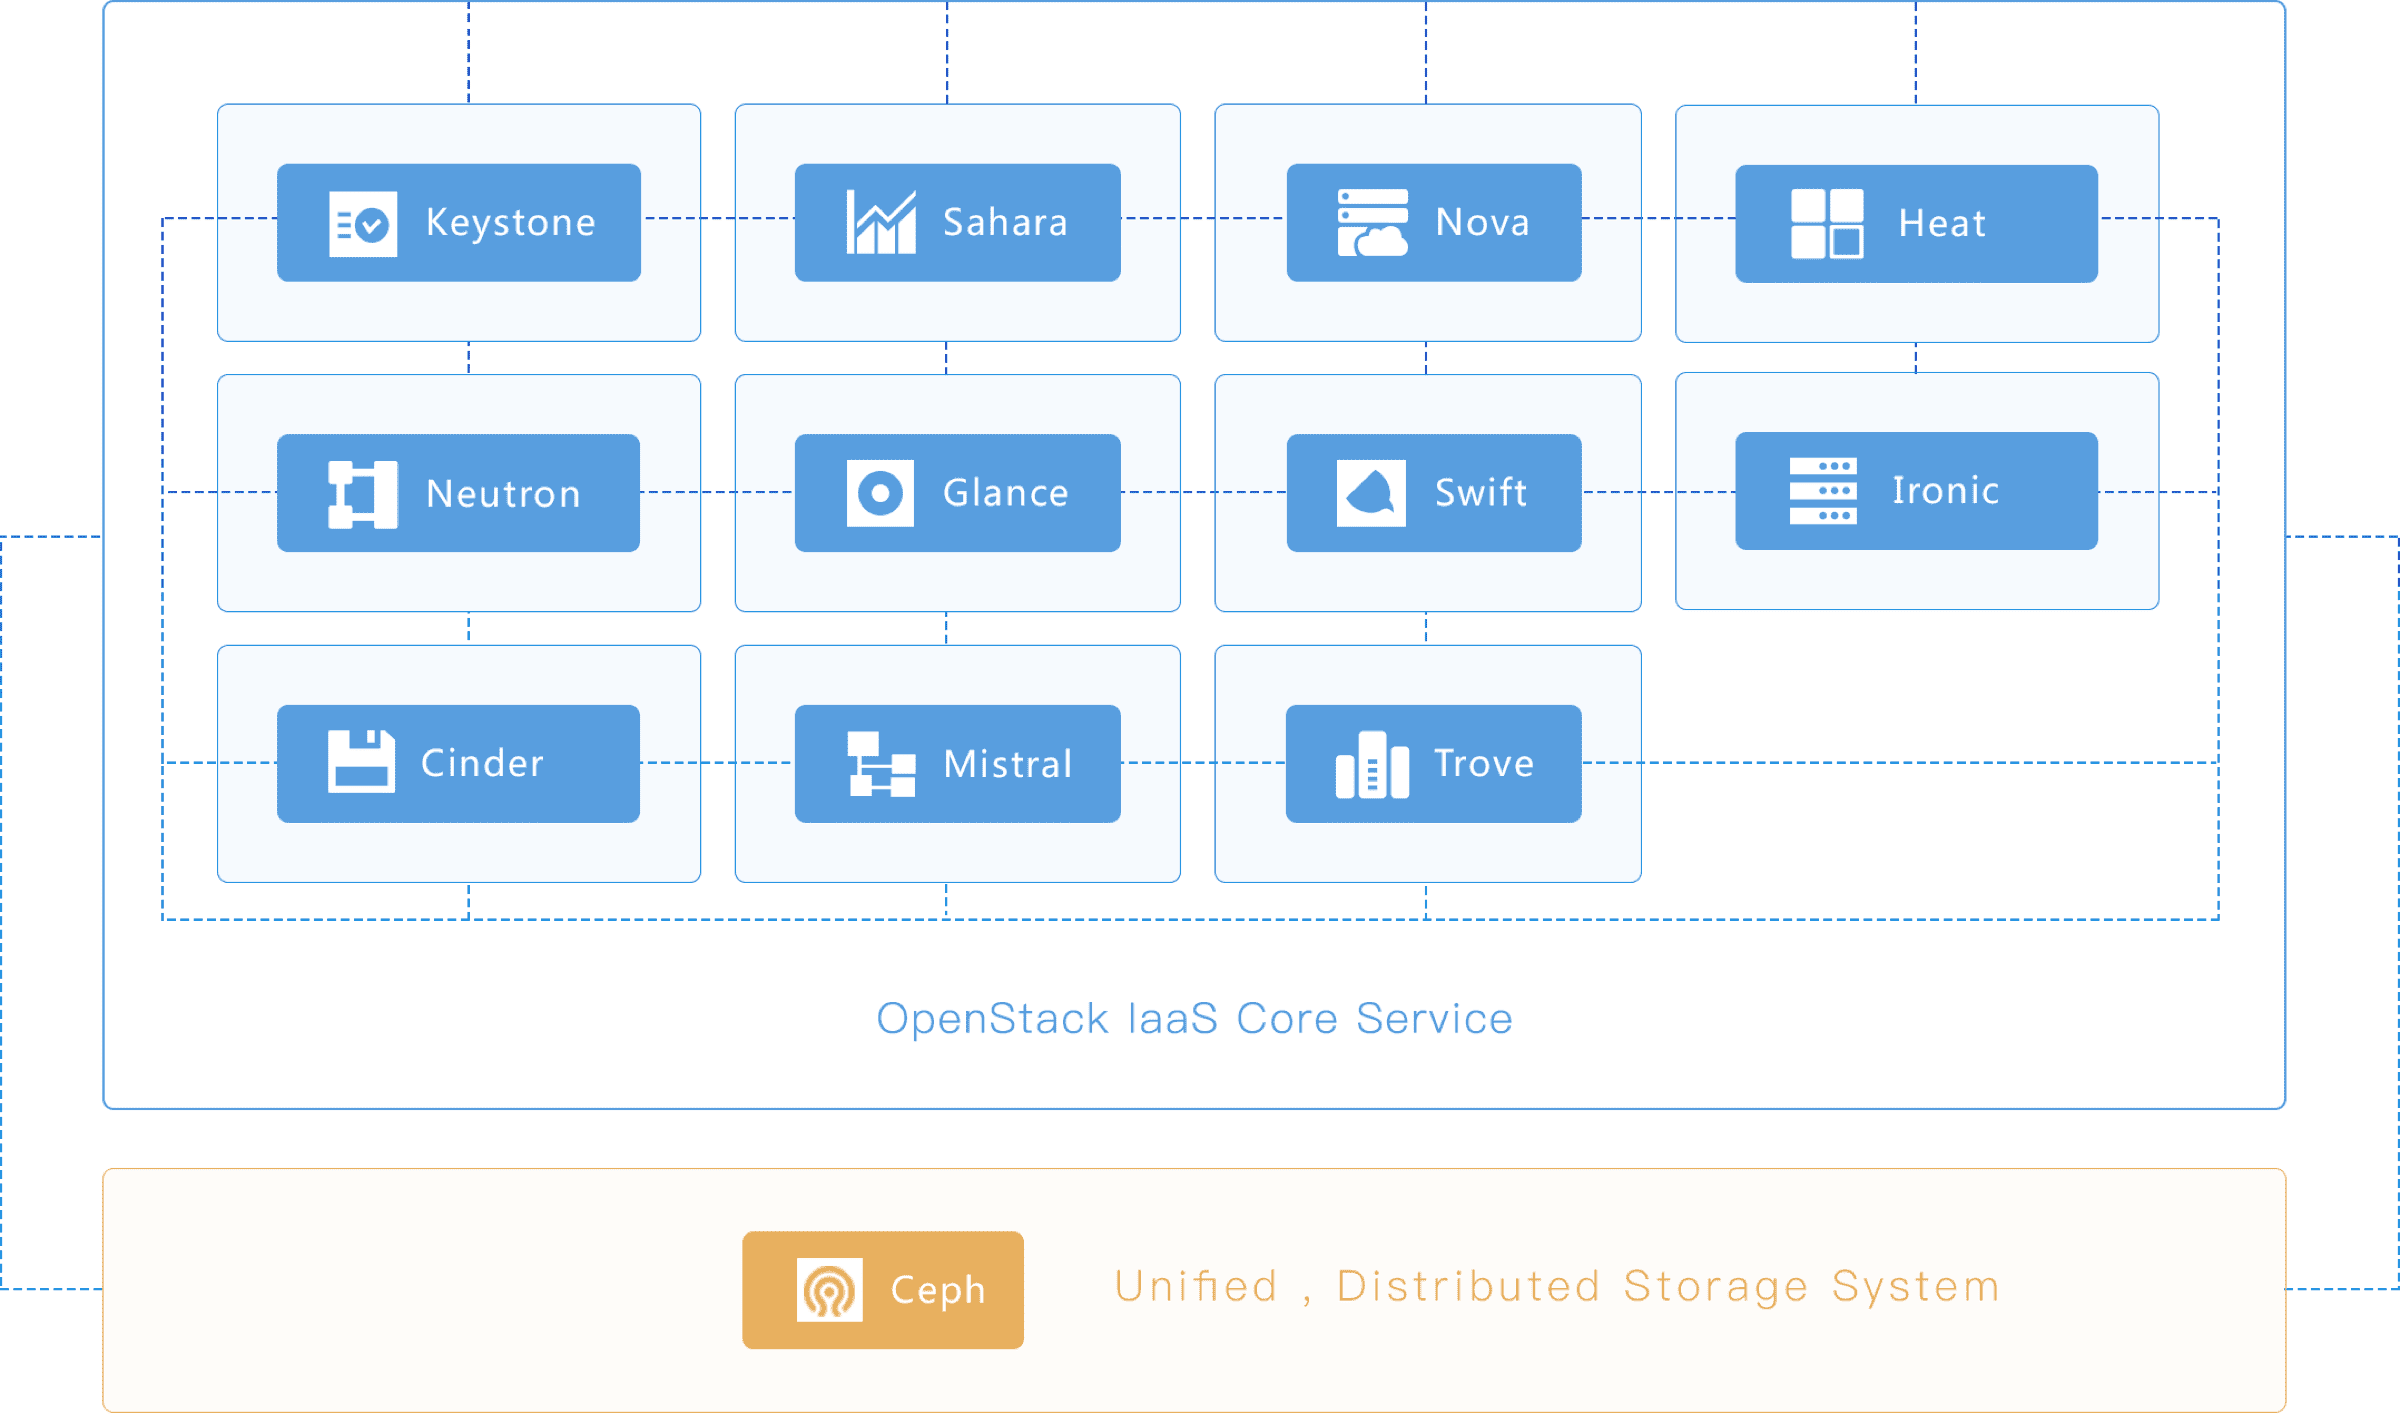 Keystone
Sahara
Nova
Heat
Neutron
Glance
Swift
Ironic
Cinder
Mistral
Trove
OpenStack IaaS Core Service
Ceph
Unified , Distributed Storage System